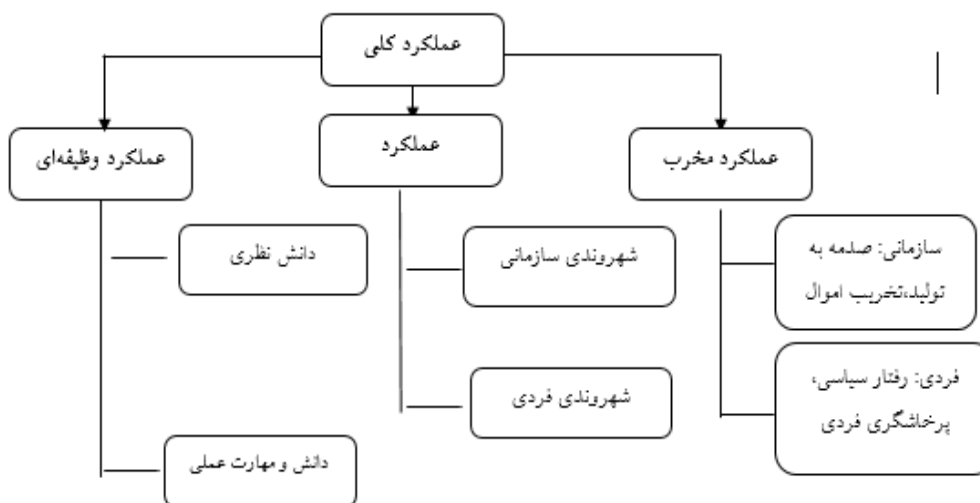 عملکرد کلی
عملکرد مخرب
عملکرد
عملکرد وظیفه‌ای
سازمانی: صدمه به
تولید،تخریب اموال
فردی: رفتار سیاسی،
پرخاشگری فردی
شهروندی سازمانی
شهروندی فردی
دانش نظری
دانش و مهارت عملی